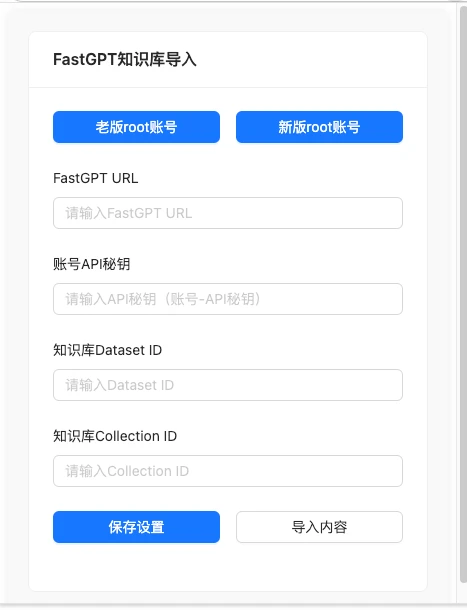 FastGPT知识库导入
老版root账号 新版root账号
FastGPT URL
请输入FastGPT URL
账号API秘钥
请输入API秘钥（账号-API秘钥）
知识库Dataset ID
请输入Dataset ID
知识库Collection ID
请输入Collection ID
保存设置 导入内容